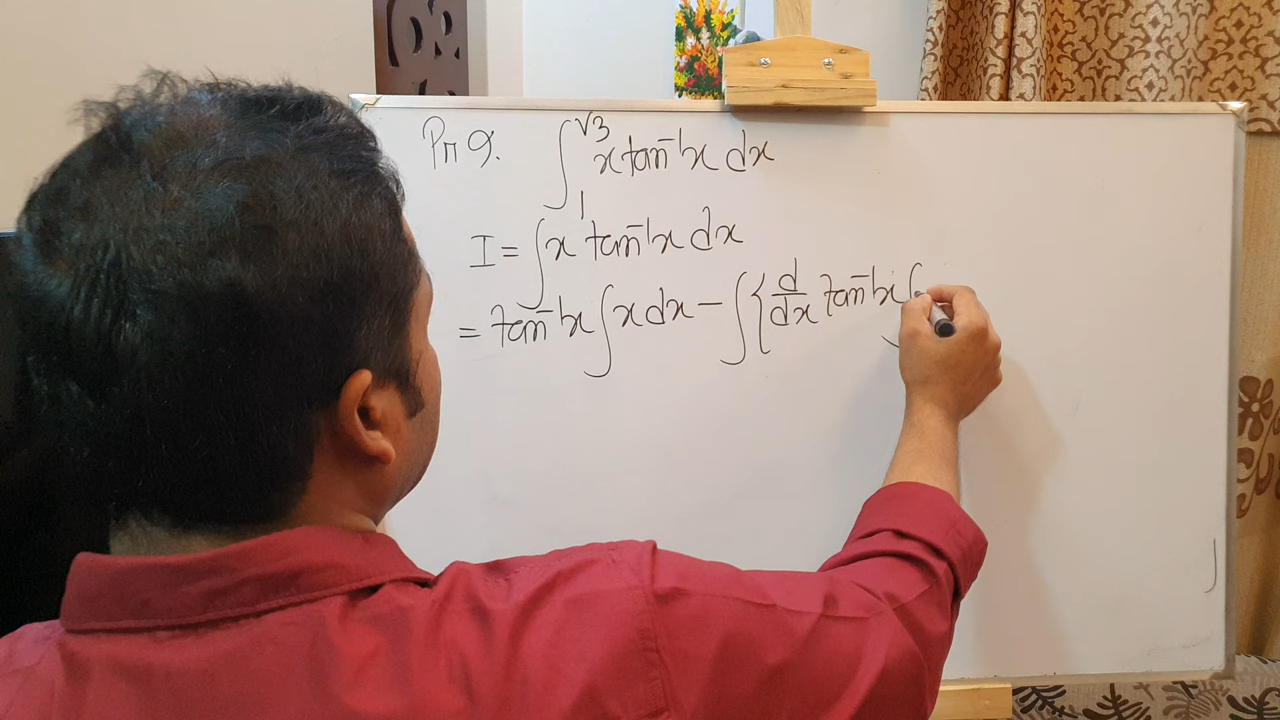 Pr 9. ∫₁^√3 x tan⁻¹x dx
I = ∫x tan⁻¹x dx
= tan⁻¹x ∫x dx − ∫{d/dx tan⁻¹x ∫